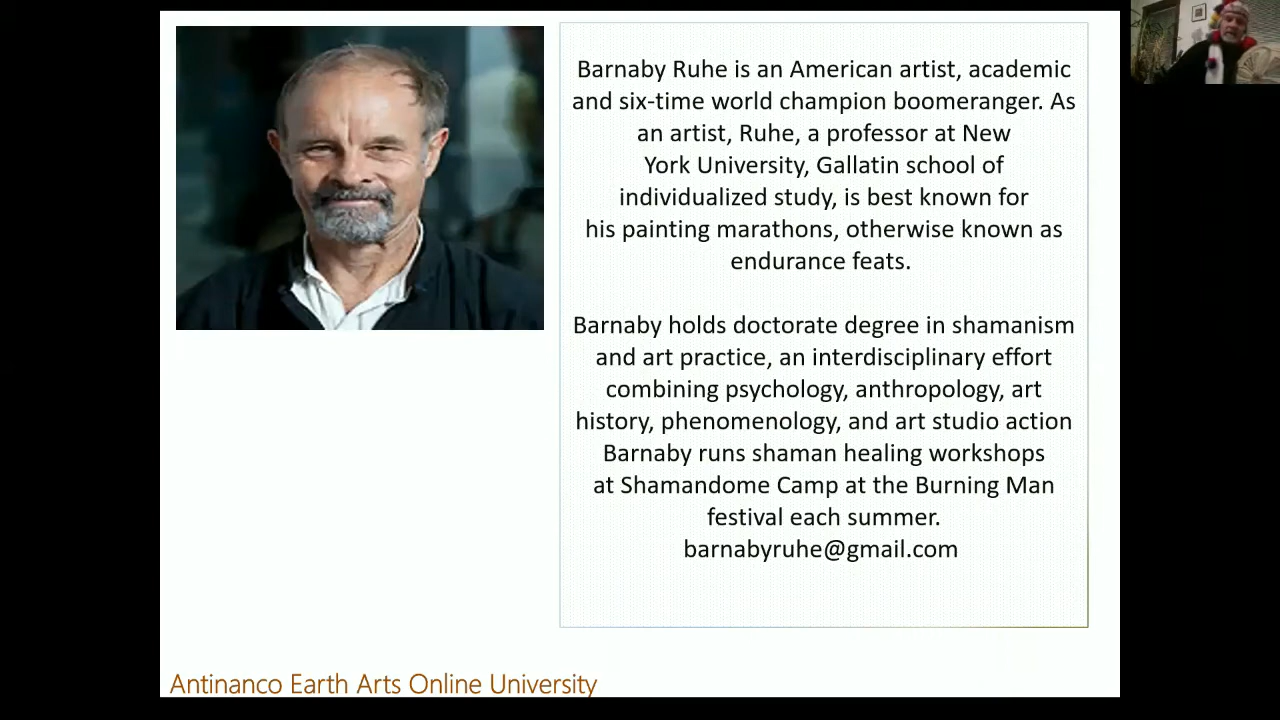 Barnaby Ruhe is an American artist, academic
and six-time world champion boomeranger. As
an artist, Ruhe, a professor at New
York University, Gallatin school of
individualized study, is best known for
his painting marathons, otherwise known as
endurance feats.
Barnaby holds doctorate degree in shamanism
and art practice, an interdisciplinary effort
combining psychology, anthropology, art
history, phenomenology, and art studio action
Barnaby runs shaman healing workshops
at Shamandome Camp at the Burning Man
festival each summer.
barnabyruhe@gmail.com
Antinanco Earth Arts Online University